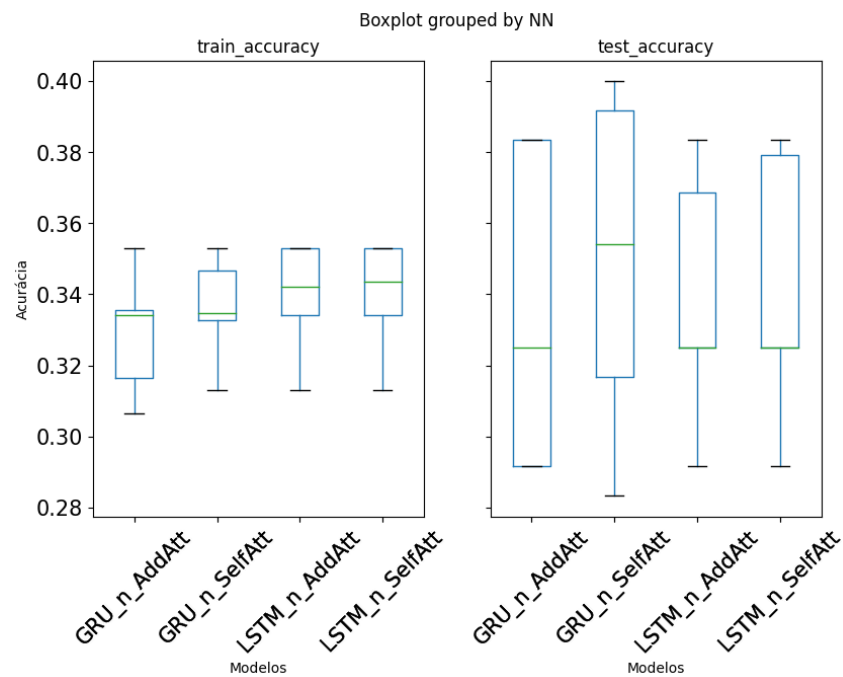 Boxplot grouped by NN
train_accuracy
test_accuracy
0.40
0.38
0.36
0.34
0.32
0.30
0.28
Acurácia
GRU_n_AddAtt
GRU_n_SelfAtt
LSTM_n_AddAtt
LSTM_n_SelfAtt
Modelos
GRU_n_AddAtt
GRU_n_SelfAtt
LSTM_n_AddAtt
LSTM_n_SelfAtt
Modelos